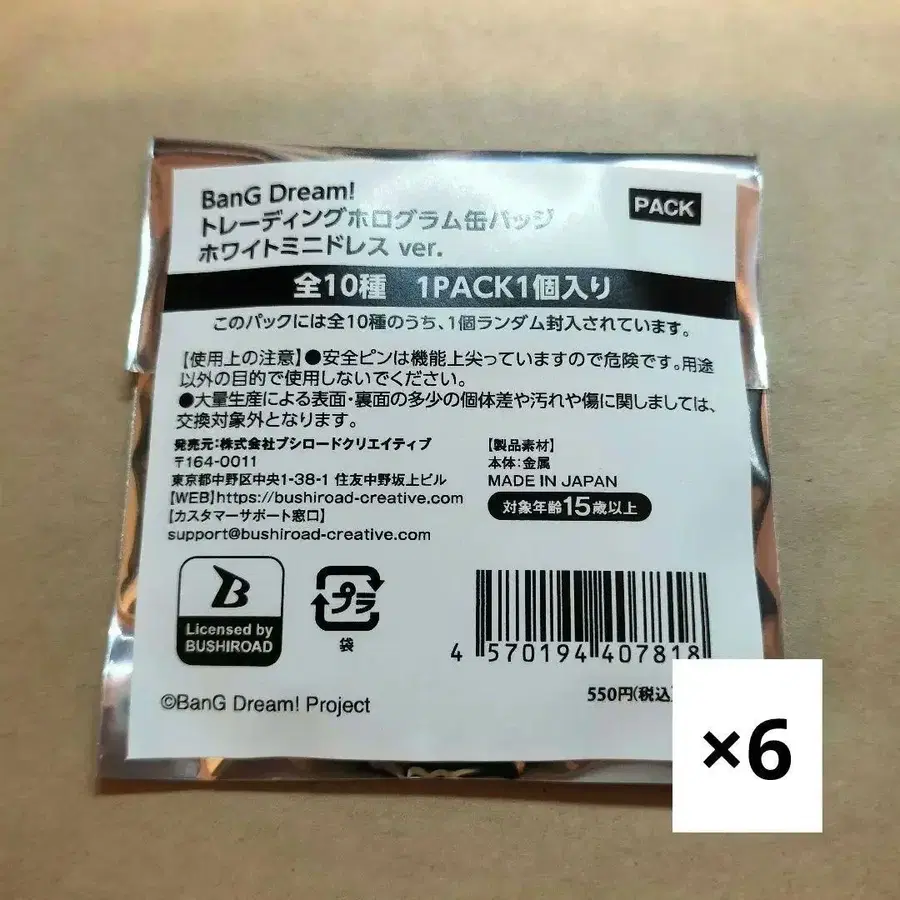 BanG Dream!
トレーディングホログラム缶バッジ
ホワイトミニドレス ver.
PACK
全10種 1PACK1個入り
このパックには全10種のうち、1個ランダム封入されています。
【使用上の注意】●安全ピンは機能上尖っていますので危険です。用途
以外の目的で使用しないでください。
●大量生産による表面・裏面の多少の個体差や汚れや傷に関しましては、
交換対象外となります。
発売元:株式会社ブシロードクリエイティブ
〒164-0011
東京都中野区中央1-38-1 住友中野坂上ビル
【WEB】https://bushiroad-creative.com
【カスタマーサポート窓口】
support@bushiroad-creative.com
【製品素材】
本体:金属
MADE IN JAPAN
対象年齢15歳以上
B
Licensed by
BUSHIROAD
プラ
袋
4 570194 407818
550円(税込)
©BanG Dream! Project
×6